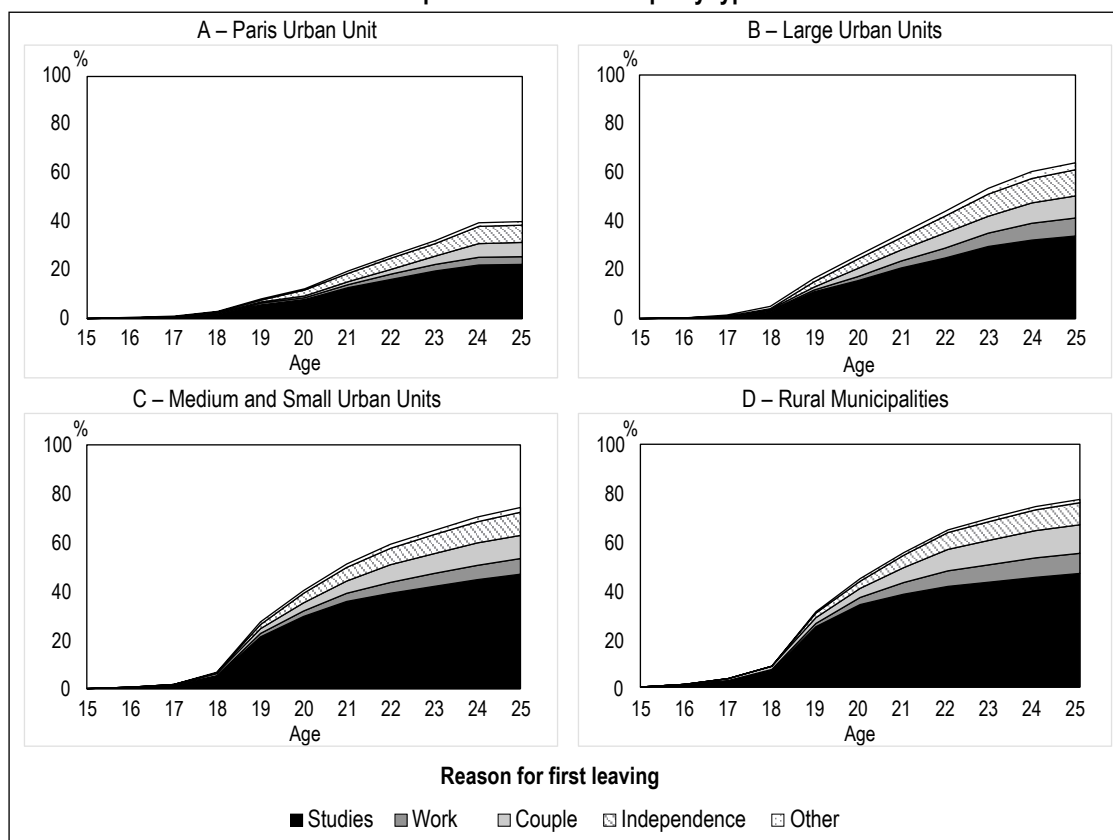 A – Paris Urban Unit
%
100
80
60
40
20
0
15 16 17 18 19 20 21 22 23 24 25
Age
B – Large Urban Units
%
100
80
60
40
20
0
15 16 17 18 19 20 21 22 23 24 25
Age
C – Medium and Small Urban Units
%
100
80
60
40
20
0
15 16 17 18 19 20 21 22 23 24 25
Age
D – Rural Municipalities
%
100
80
60
40
20
0
15 16 17 18 19 20 21 22 23 24 25
Age
Reason for first leaving
Studies Work Couple Independence Other